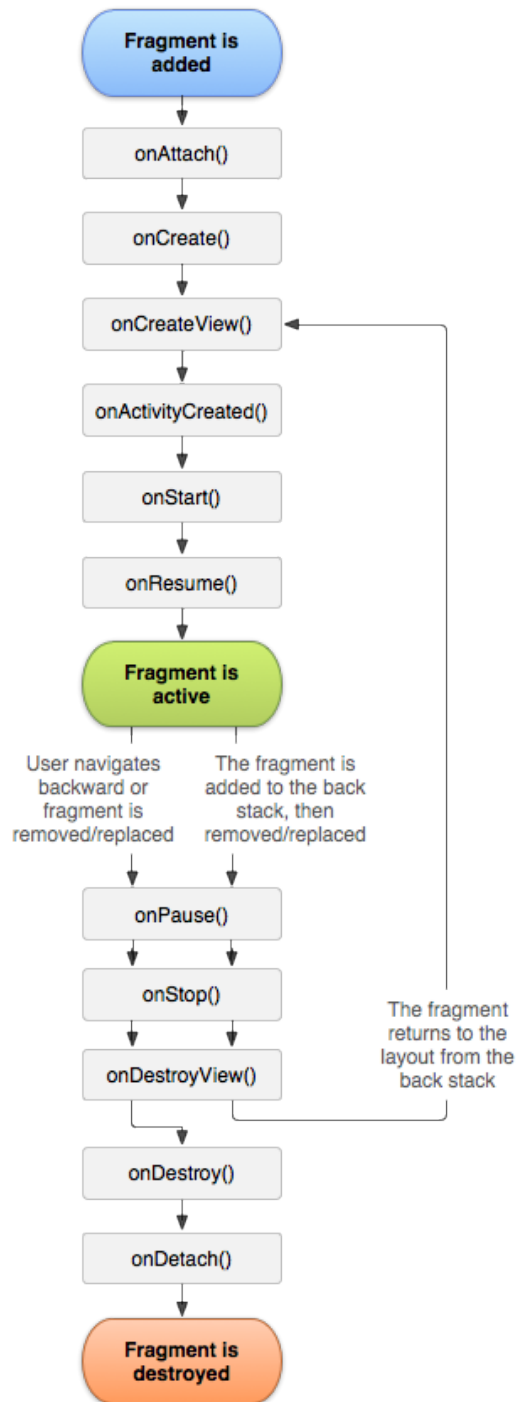 Fragment is
added
onAttach()
onCreate()
onCreateView()
onActivityCreated()
onStart()
onResume()
Fragment is
active
User navigates
backward or
fragment is
removed/replaced
The fragment is
added to the back
stack, then
removed/replaced
onPause()
onStop()
onDestroyView()
The fragment
returns to the
layout from the
back stack
onDestroy()
onDetach()
Fragment is
destroyed